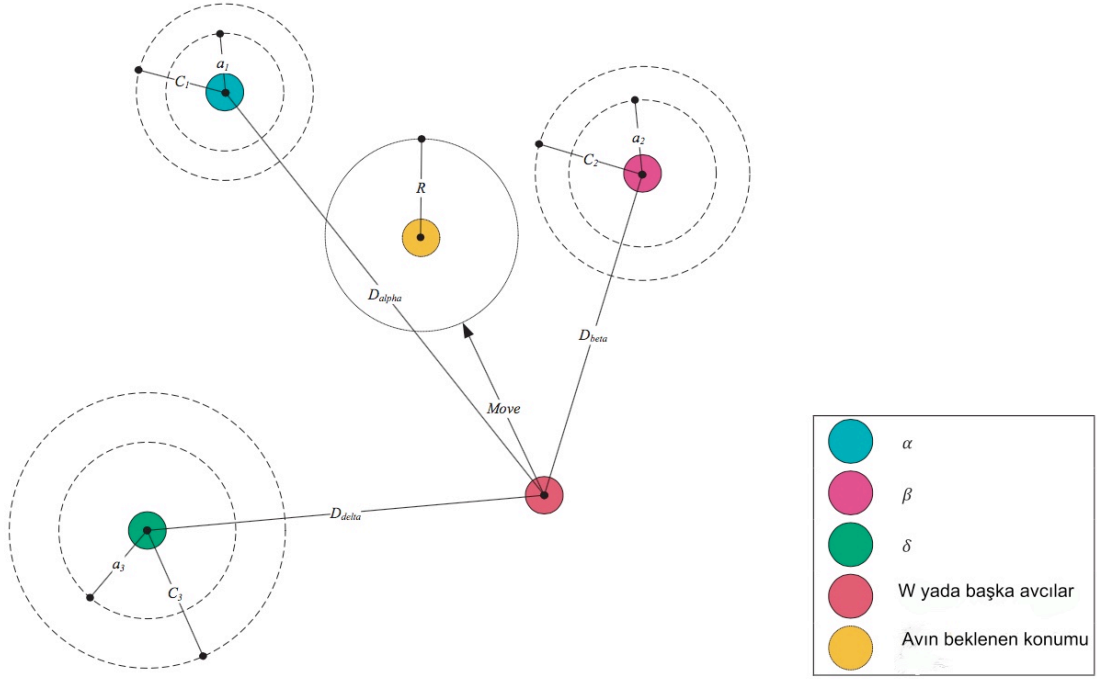 a1
C1
a2
C2
R
Dalpha
Dbeta
Move
Ddelta
a3
C3
α
β
δ
W yada başka avcılar
Avın beklenen konumu